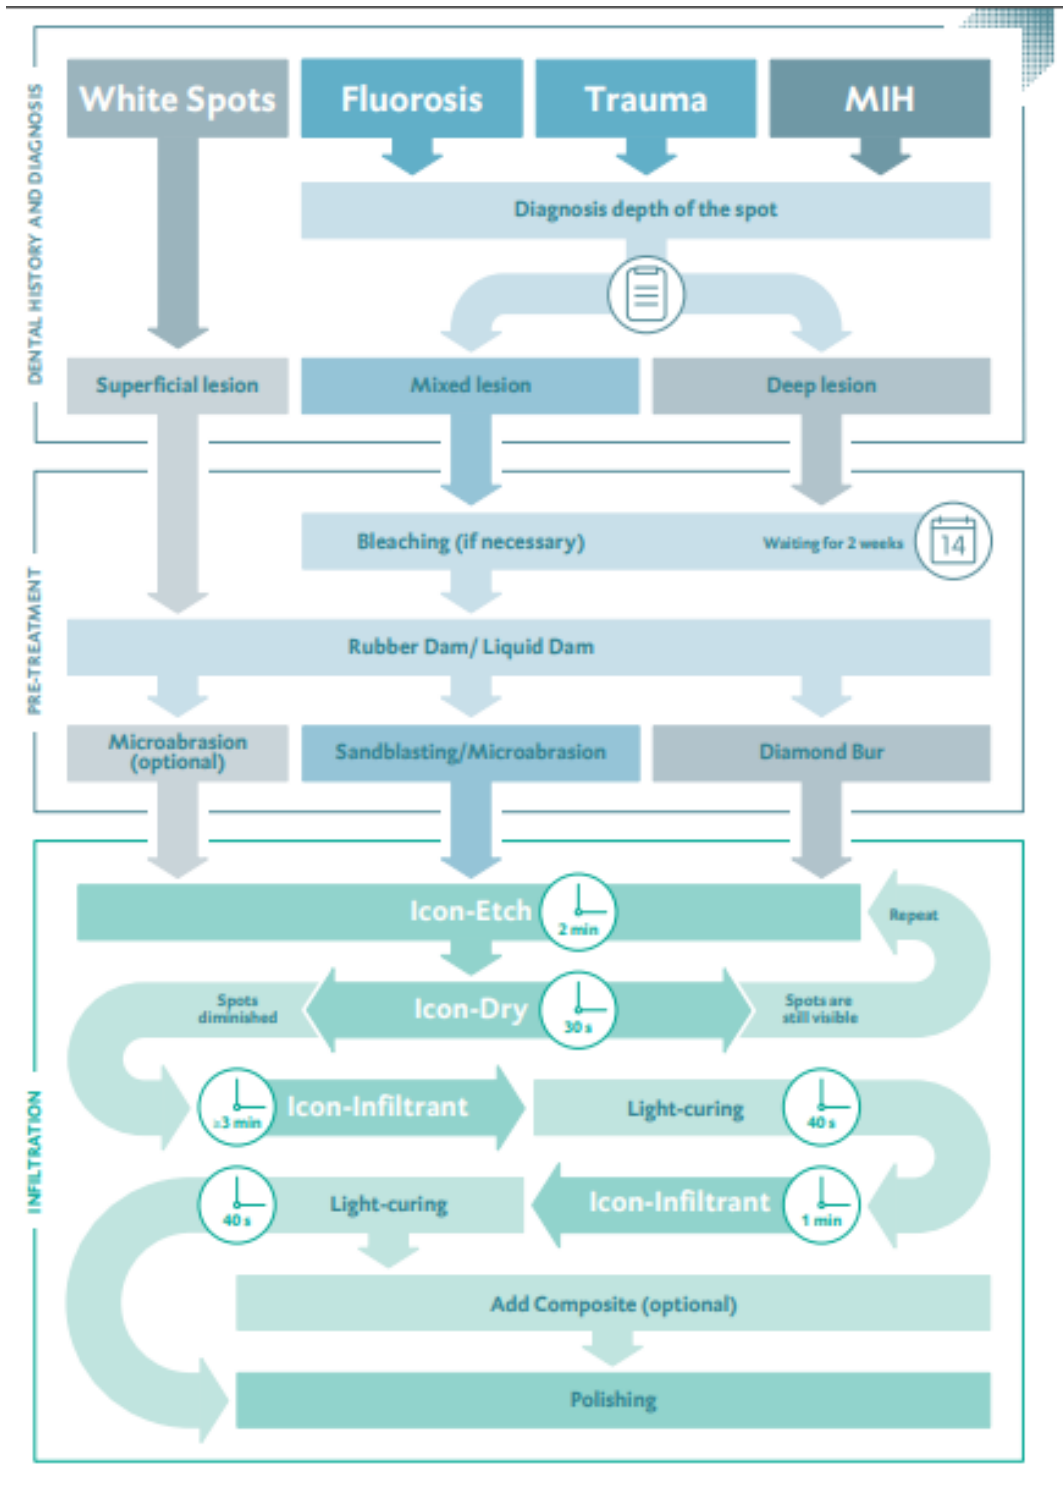 DENTAL HISTORY AND DIAGNOSIS
White Spots
Fluorosis
Trauma
MIH
Diagnosis depth of the spot
Superficial lesion
Mixed lesion
Deep lesion
PRE-TREATMENT
Bleaching (if necessary)
Waiting for 2 weeks
14
Rubber Dam/ Liquid Dam
Microabrasion
(optional)
Sandblasting/Microabrasion
Diamond Bur
INFILTRATION
Icon-Etch
2 min
Repeat
Spots
diminished
Icon-Dry
30 s
Spots are
still visible
≥3 min
Icon-Infiltrant
Light-curing
40 s
40 s
Light-curing
Icon-Infiltrant
1 min
Add Composite (optional)
Polishing